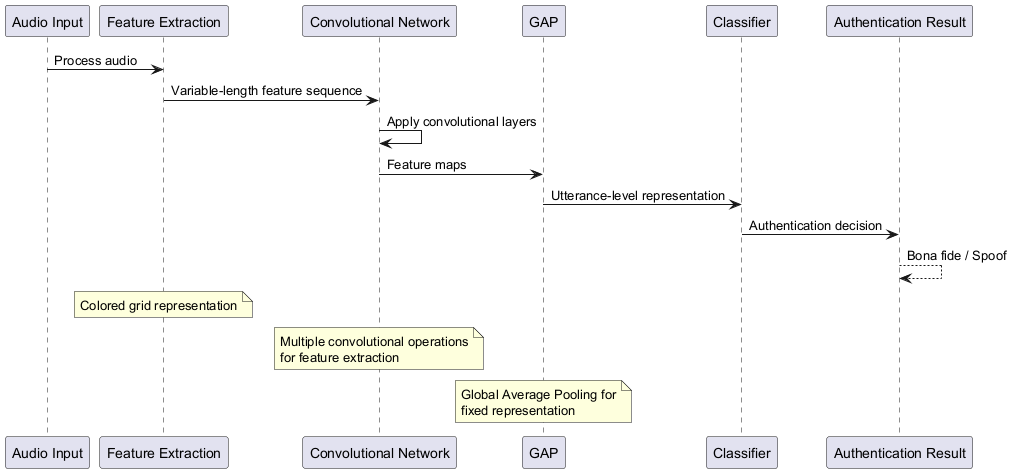 Audio Input
Feature Extraction
Convolutional Network
GAP
Classifier
Authentication Result
Process audio
Variable-length feature sequence
Apply convolutional layers
Feature maps
Utterance-level representation
Authentication decision
Bona fide / Spoof
Colored grid representation
Multiple convolutional operations
for feature extraction
Global Average Pooling for
fixed representation
Audio Input
Feature Extraction
Convolutional Network
GAP
Classifier
Authentication Result